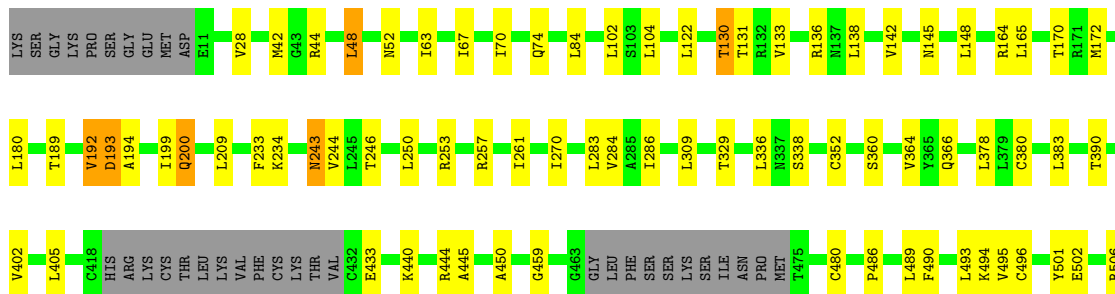 LYS SER GLY LYS PRO SER GLY GLU MET ASP E11 V28 M42 G43 R44 L48 N52 I63 I67 I70 Q74 L84 L102 S103 L104 L122 T130 T131 R132 V133 R136 N137 L138 V142 N145 L148 R164 L165 T170 R171 M172
L180 T189 V192 D193 A194 I199 Q200 L209 F233 K234 N243 V244 L245 T246 L250 R253 R257 I261 I270 L283 V284 A285 I286 L309 T329 L336 N337 S338 C352 S360 V364 Y365 Q366 L378 L379 C380 L383 T390
V402 L405 C418 HIS ARG LYS CYS THR LEU LYS VAL PHE CYS LYS THR VAL C432 E433 K440 R444 A445 A450 G459 G463 GLY LEU PHE SER SER LYS SER ILE ASN PRO MET T475 C480 P486 L489 F490 L493 K494 V495 C496 Y501 E502